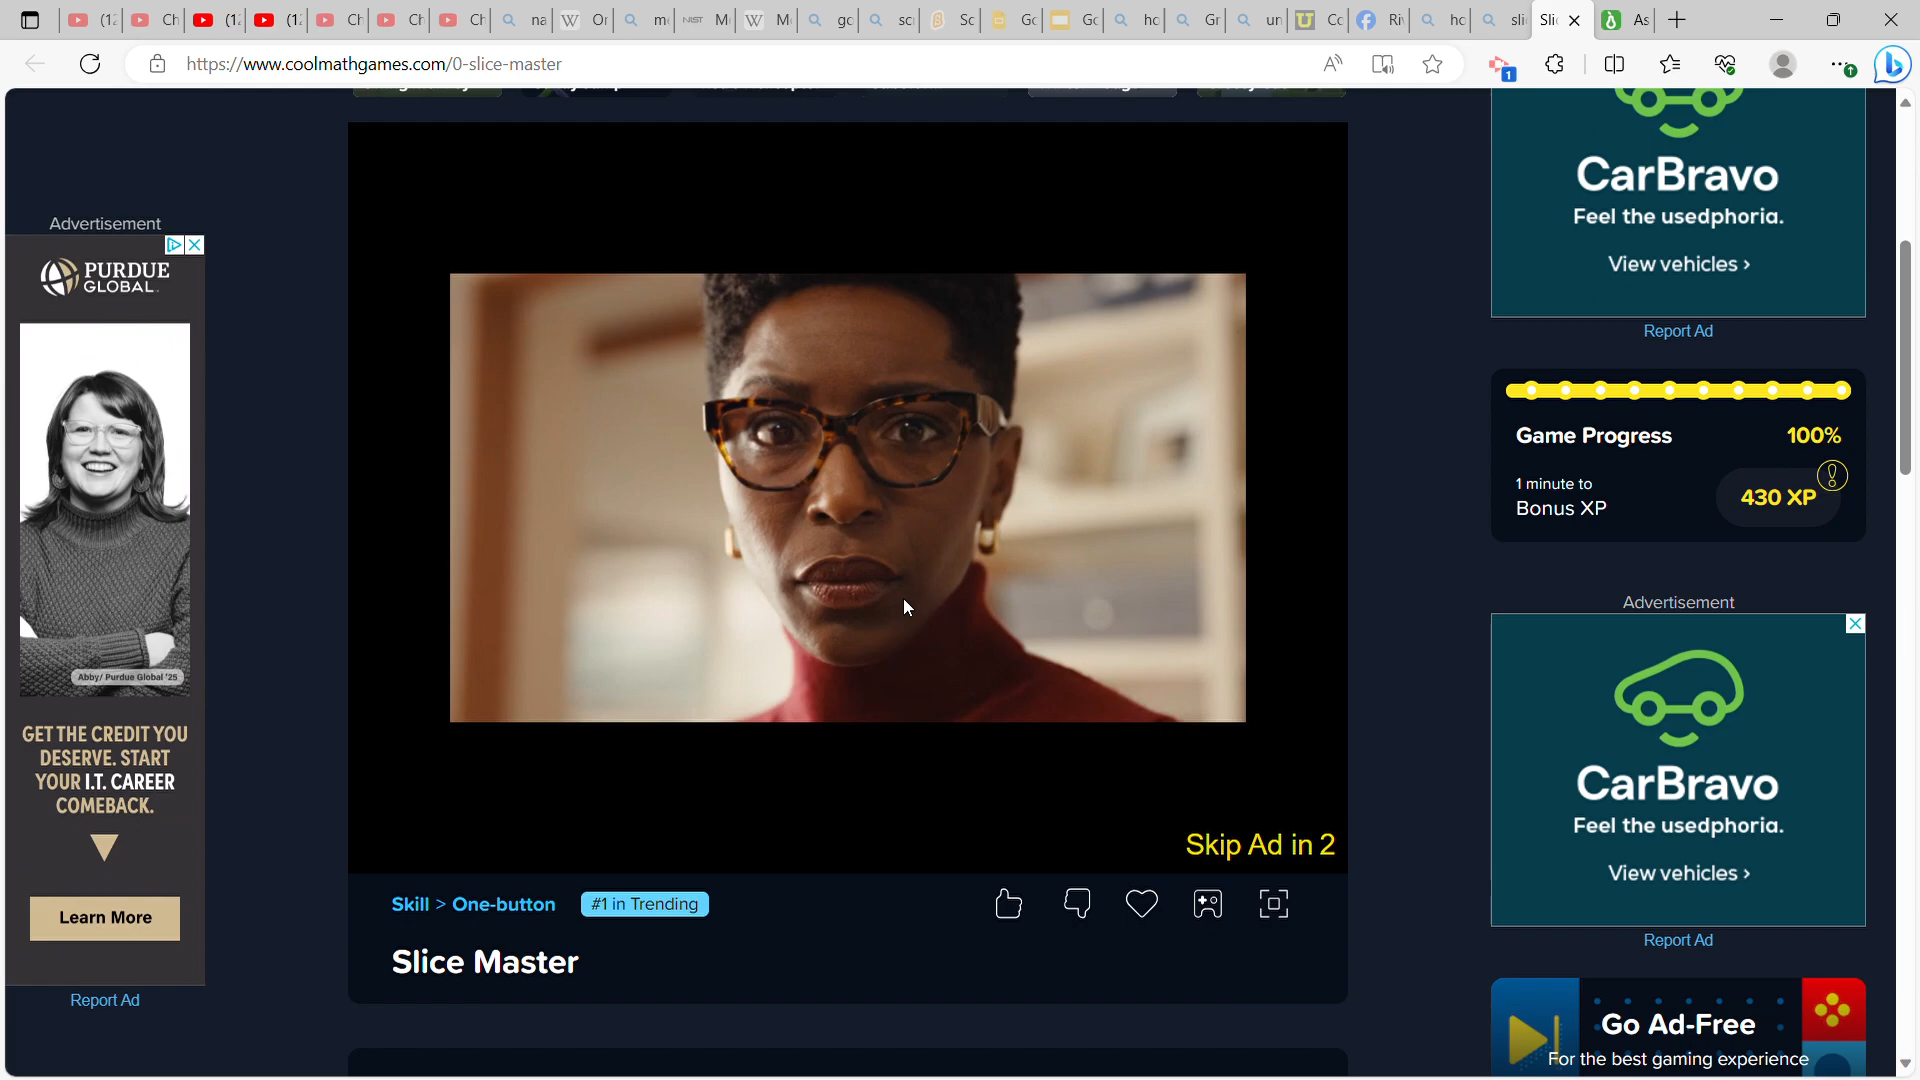 https://www.coolmathgames.com/0-slice-master
1
Advertisement
PURDUE
GLOBAL
Abby/ Purdue Global '25
GET THE CREDIT YOU
DESERVE. START
YOUR I.T. CAREER
COMEBACK.
Learn More
Report Ad
Skip Ad in 2
Skill > One-button
#1 in Trending
Slice Master
CarBravo
Feel the usedphoria.
View vehicles >
Report Ad
Game Progress
100%
1 minute to
Bonus XP
430 XP
Advertisement
CarBravo
Feel the usedphoria.
View vehicles >
Report Ad
Go Ad-Free
For the best gaming experience